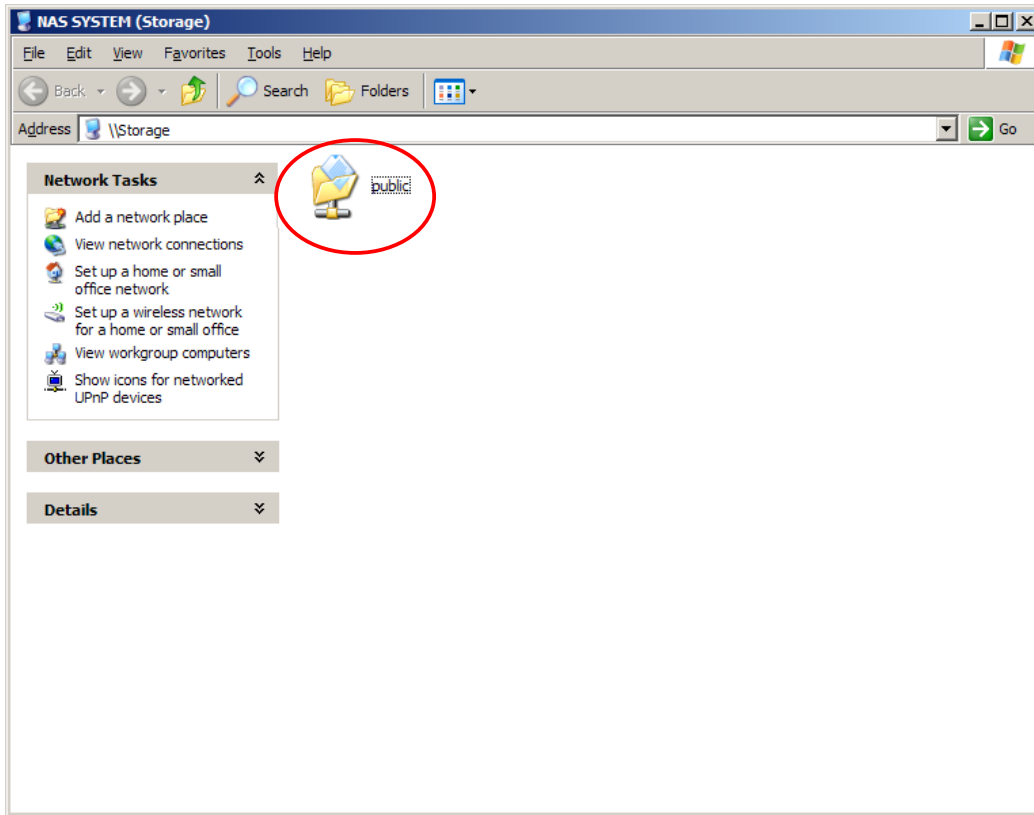 NAS SYSTEM (Storage)
File Edit View Favorites Tools Help
Back Search Folders
Address \\Storage Go
Network Tasks
Add a network place
View network connections
Set up a home or small
office network
Set up a wireless network
for a home or small office
View workgroup computers
Show icons for networked
UPnP devices
Other Places
Details
public